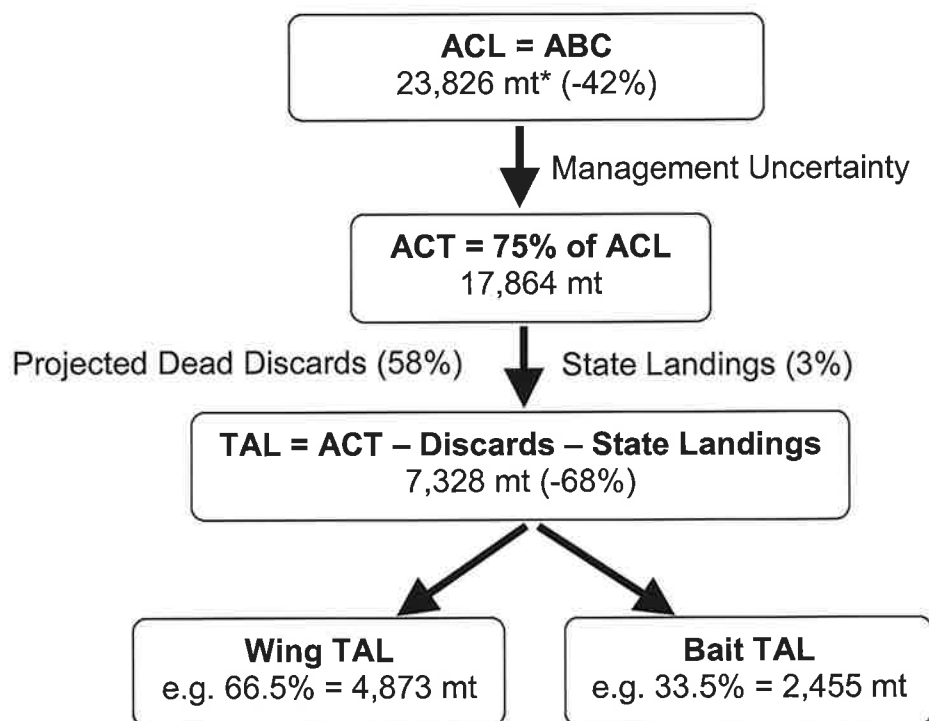 ACL = ABC
23,826 mt* (-42%)
Management Uncertainty
ACT = 75% of ACL
17,864 mt
Projected Dead Discards (58%)
State Landings (3%)
TAL = ACT – Discards – State Landings
7,328 mt (-68%)
Wing TAL
e.g. 66.5% = 4,873 mt
Bait TAL
e.g. 33.5% = 2,455 mt